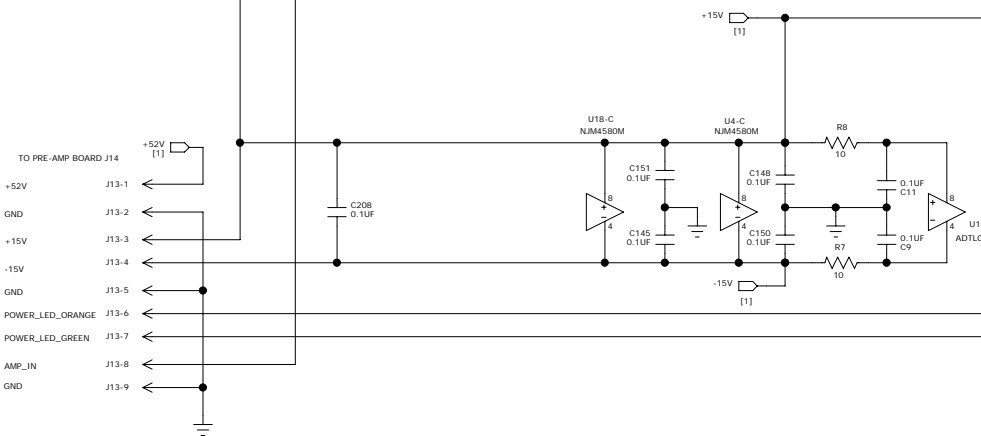 +15V
[1]
U18-C
NJM4580M
U4-C
NJM4580M
R8
10
+52V
[1]
TO PRE-AMP BOARD J14
+52V J13-1
GND J13-2
+15V J13-3
-15V J13-4
GND J13-5
POWER_LED_ORANGE J13-6
POWER_LED_GREEN J13-7
AMP_IN J13-8
GND J13-9
C208
0.1UF
8
+
-
4
C151
0.1UF
C145
0.1UF
8
+
-
4
C148
0.1UF
C150
0.1UF
R7
10
-15V
[1]
0.1UF
C11
0.1UF
C9
8
+
-
4
U1
ADTL0